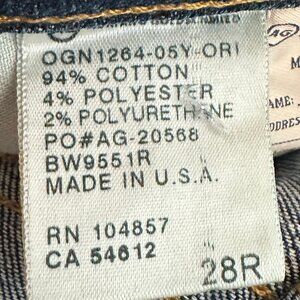 OGN1264-05Y-ORI
94% COTTON
4% POLYESTER
2% POLYURETHANE
PO#AG-20568
BW9551R
MADE IN U.S.A.
RN 104857
CA 54612
28R
AG